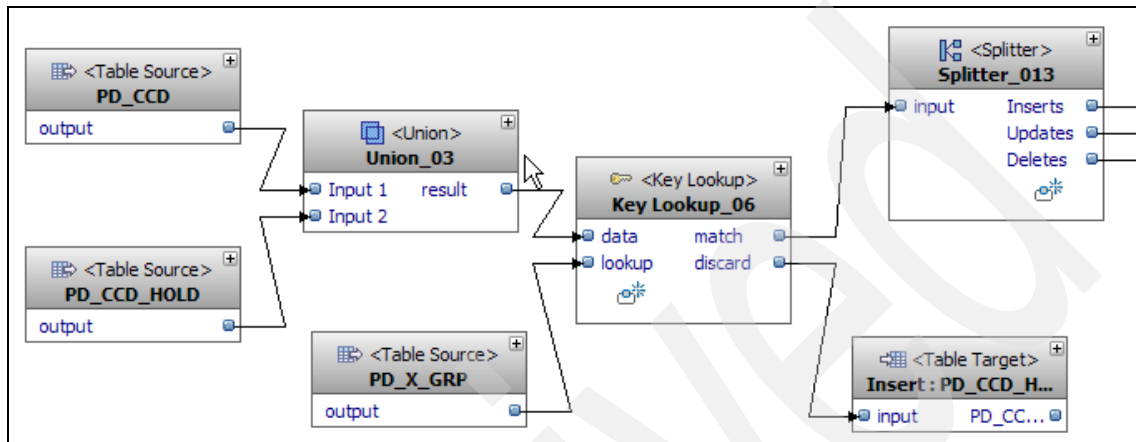 <Table Source>
PD_CCD
output
<Table Source>
PD_CCD_HOLD
output
<Union>
Union_03
Input 1 result
Input 2
<Table Source>
PD_X_GRP
output
<Key Lookup>
Key Lookup_06
data match
lookup discard
<Splitter>
Splitter_013
input Inserts
Updates
Deletes
<Table Target>
Insert : PD_CCD_H...
input PD_CC...